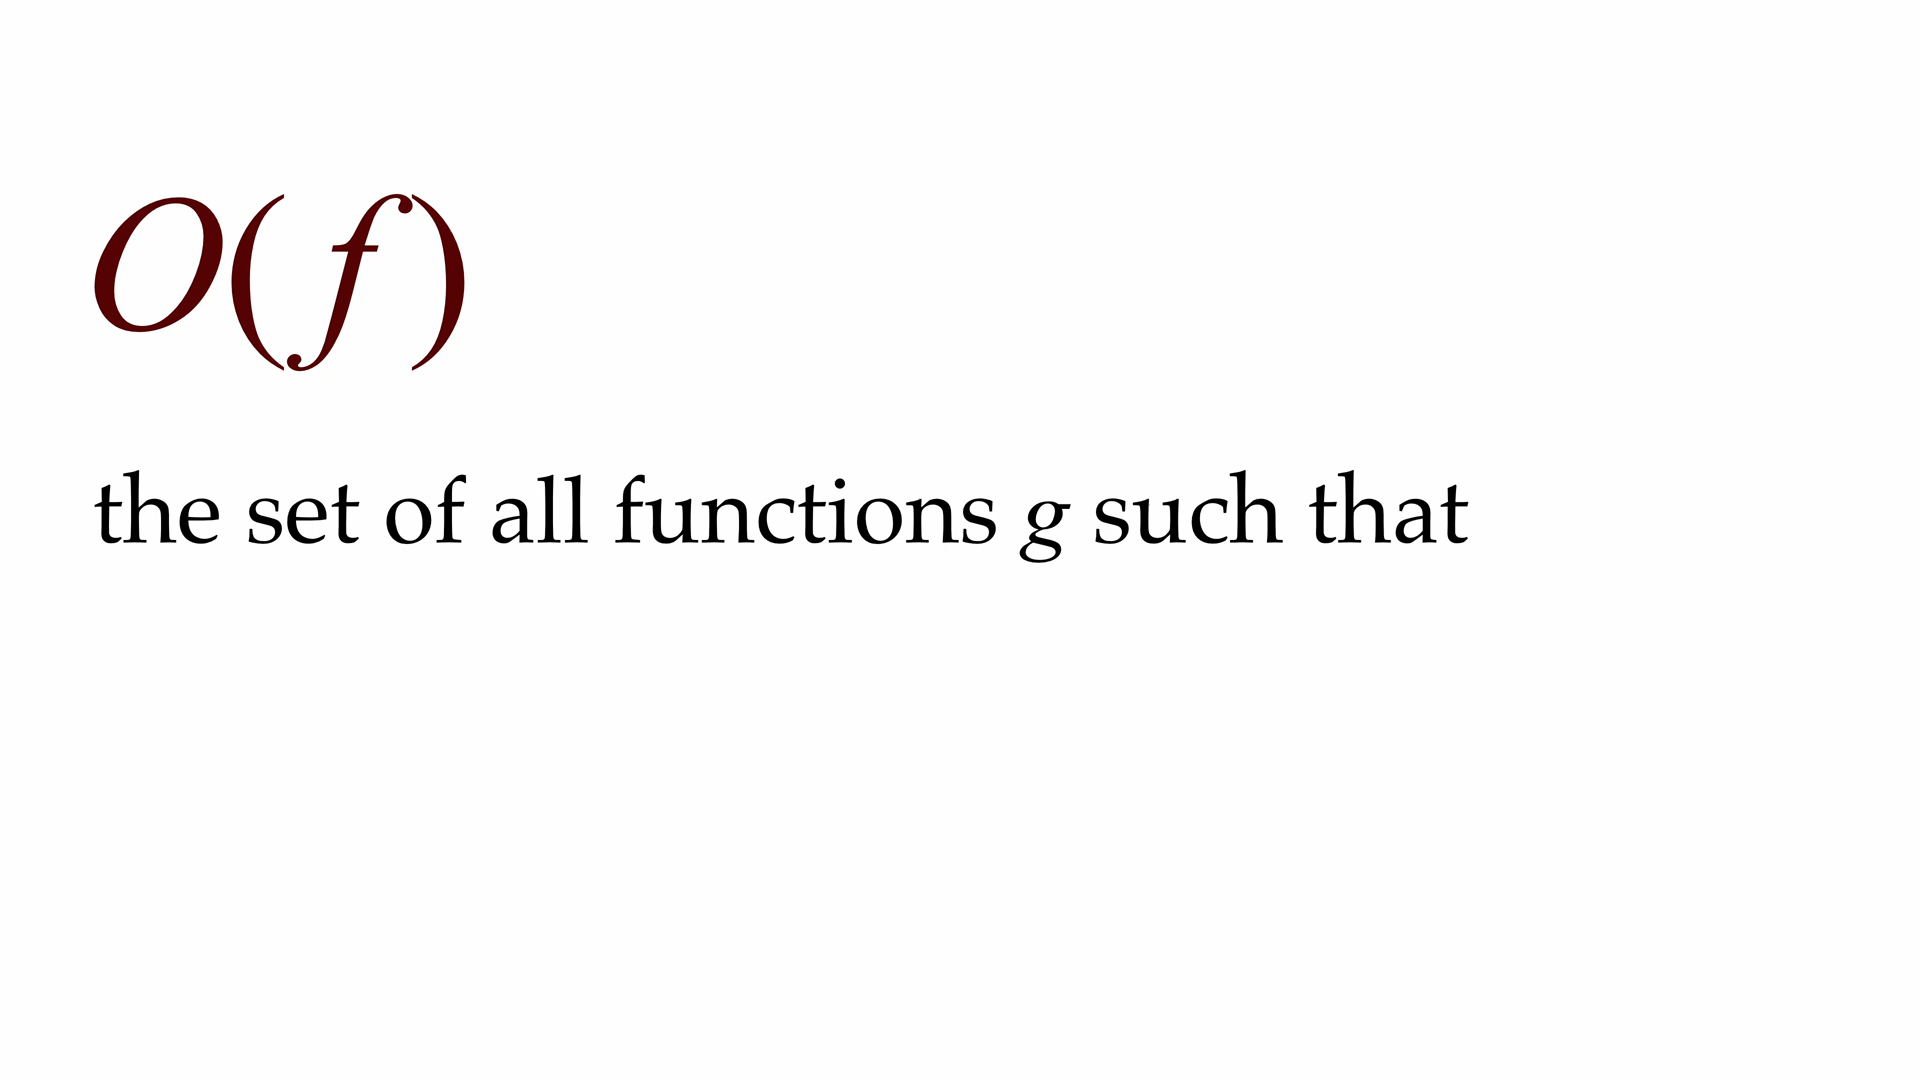 O(f)
the set of all functions g such that